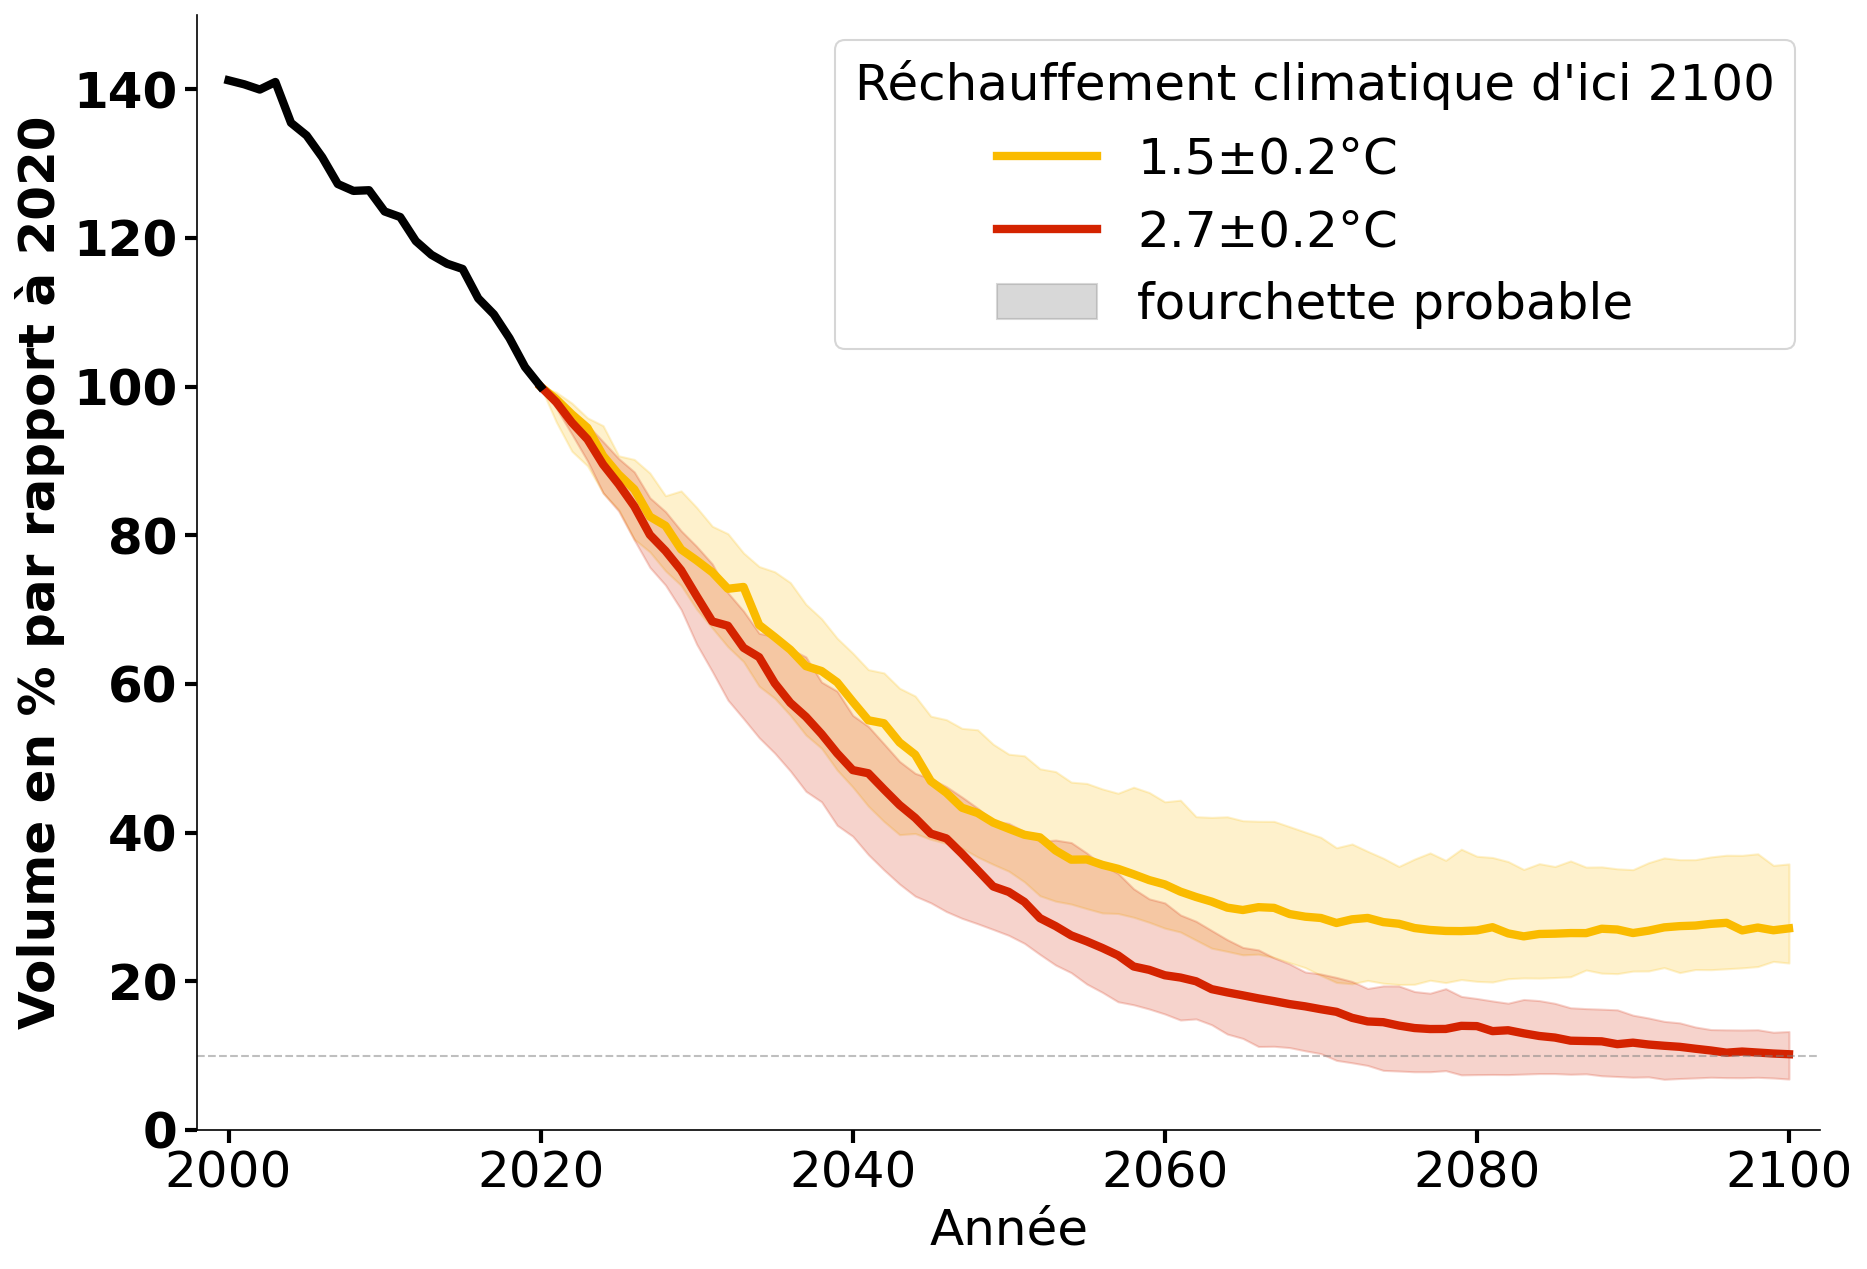 Volume en % par rapport à 2020
140
120
100
80
60
40
20
0
Réchauffement climatique d'ici 2100
1.5±0.2°C
2.7±0.2°C
fourchette probable
2000 2020 2040 2060 2080 2100
Année